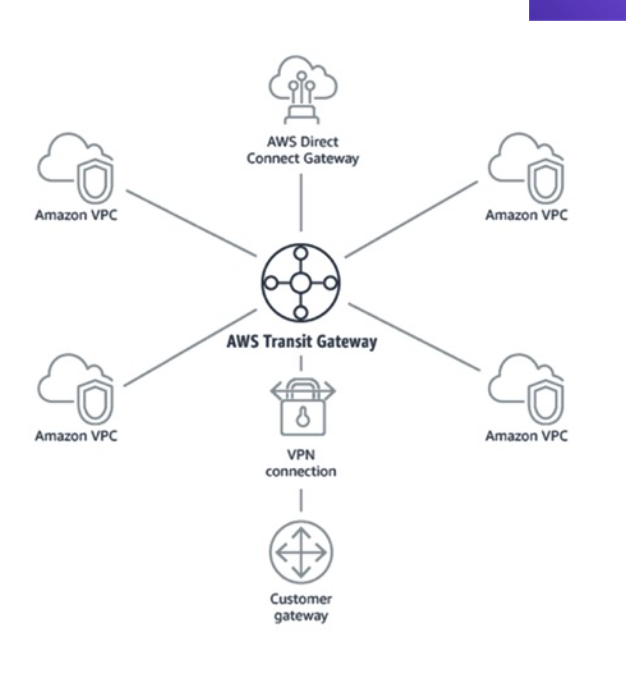 AWS Direct
Connect Gateway
Amazon VPC
Amazon VPC
AWS Transit Gateway
Amazon VPC
Amazon VPC
VPN
connection
Customer
gateway